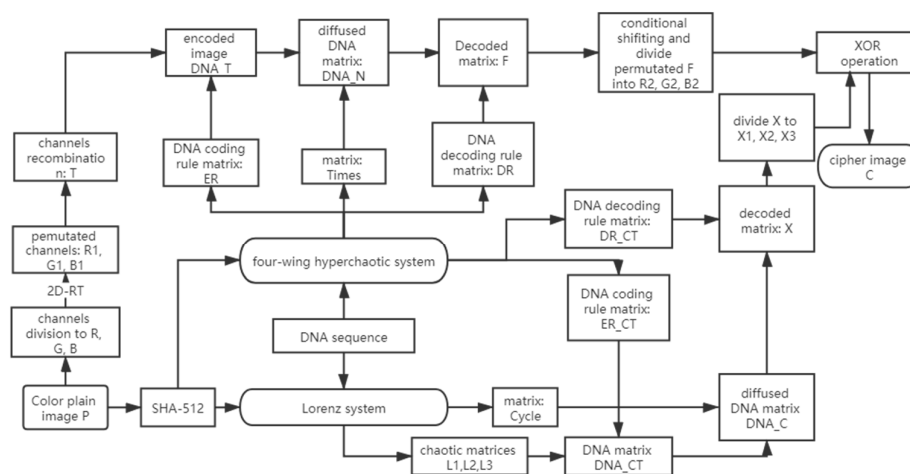 encoded
image
DNA_T
diffused
DNA
matrix:
DNA_N
Decoded
matrix: F
conditional
shifiting and
divide
permutated F
into R2, G2, B2
XOR
operation
channels
recombinatio
n: T
DNA coding
rule matrix:
ER
matrix:
Times
DNA
decoding rule
matrix: DR
divide X to
X1, X2, X3
cipher image
C
pemutated
channels: R1,
G1, B1
2D-RT
channels
division to R,
G, B
four-wing hyperchaotic system
DNA decoding
rule matrix:
DR_CT
decoded
matrix: X
DNA coding
rule matrix:
ER_CT
DNA sequence
Color plain
image P
SHA-512
Lorenz system
matrix:
Cycle
diffused
DNA matrix
DNA_C
chaotic matrices
L1,L2,L3
DNA matrix
DNA_CT